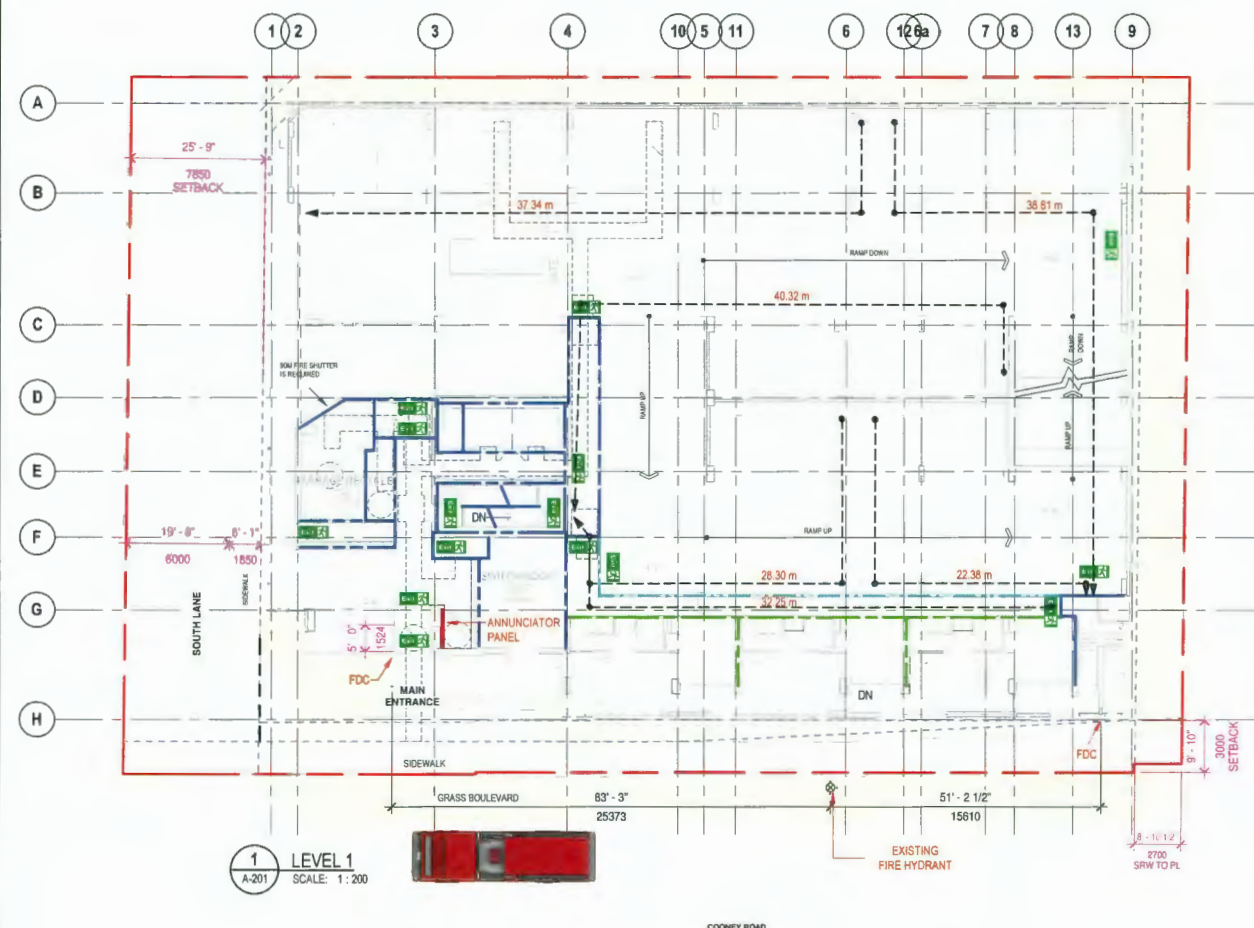 1
2
3
4
10
5
11
6
12
6a
7
8
13
9
A
B
C
D
E
F
G
H
25' - 9"
7850
SETBACK
37.34 m
38.81 m
RAMP DOWN
40.32 m
90M FIRE SHUTTER
IS REQUIRED
RAMP UP
RAMP
DOWN
RAMP UP
EXIT
DN
RAMP UP
19' - 8"
6000
6' - 1"
1850
SIDEWALK
SOUTH LANE
28.30 m
22.38 m
32.25 m
5' 0"
1524
ANNUNCIATOR
PANEL
FDC
MAIN
ENTRANCE
DN
FDC
9' - 10"
3000
SETBACK
SIDEWALK
GRASS BOULEVARD
83' - 3"
25373
51' - 2 1/2"
15610
8' - 10 1/2
2700
SRW TO PL
1
A-201
LEVEL 1
SCALE: 1 : 200
EXISTING
FIRE HYDRANT
COONEY ROAD